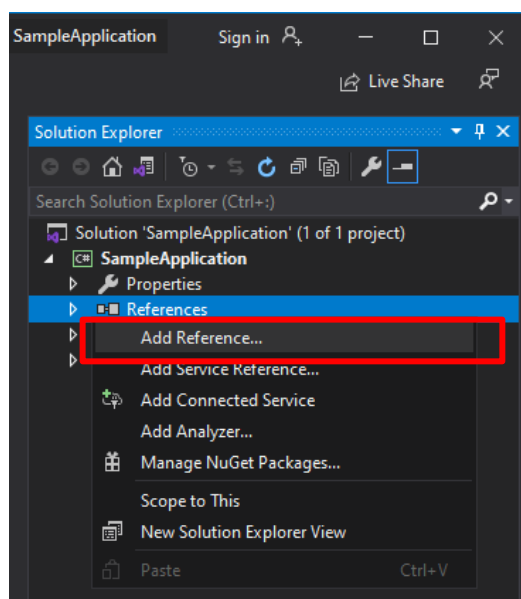 SampleApplication Sign in
Live Share
Solution Explorer
Search Solution Explorer (Ctrl+:)
Solution 'SampleApplication' (1 of 1 project)
C# SampleApplication
Properties
References
Add Reference...
Add Service Reference...
Add Connected Service
Add Analyzer...
Manage NuGet Packages...
Scope to This
New Solution Explorer View
Paste Ctrl+V